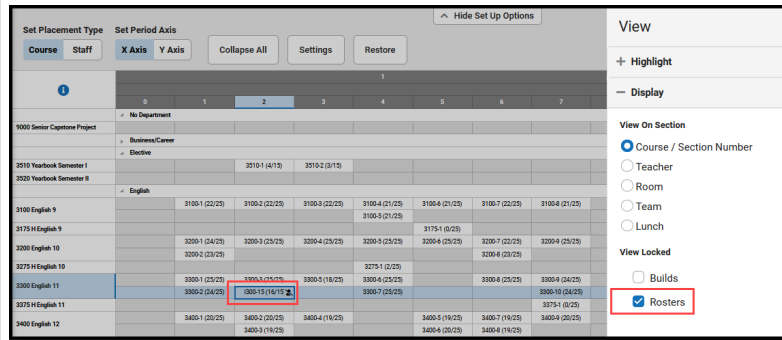 Hide Set Up Options
Set Placement Type Set Period Axis
Course Staff X Axis Y Axis Collapse All Settings Restore
1
0 1 2 3 4 5 6 7
No Department
9000 Senior Capstone Project
Business/Career
Elective
3510 Yearbook Semester I 3510-1 (4/15) 3510-2 (3/15)
3520 Yearbook Semester II
English
3100 English 9 3100-1 (22/25) 3100-2 (22/25) 3100-3 (22/25) 3100-4 (21/25) 3100-6 (21/25) 3100-7 (22/25) 3100-8 (21/25)
3100-5 (21/25)
3175 H English 9 3175-1 (0/25)
3200 English 10 3200-1 (24/25) 3200-3 (25/25) 3200-4 (25/25) 3200-5 (25/25) 3200-6 (25/25) 3200-7 (22/25) 3200-9 (25/25)
3200-2 (23/25) 3200-8 (23/25)
3275 H English 10 3275-1 (2/25)
3300 English 11 3300-1 (25/25) 3300-3 (25/25) 3300-5 (18/25) 3300-6 (25/25) 3300-8 (25/25) 3300-9 (24/25)
3300-2 (24/25) 300-15 (16/15 3300-7 (25/25) 3300-10 (24/25)
3375 H English 11 3375-1 (0/25)
3400 English 12 3400-1 (20/25) 3400-2 (20/25) 3400-4 (19/25) 3400-5 (19/25) 3400-7 (19/25) 3400-9 (20/25)
3400-3 (19/25) 3400-6 (20/25) 3400-8 (19/25)
View
Highlight
Display
View On Section
Course / Section Number
Teacher
Room
Team
Lunch
View Locked
Builds
Rosters